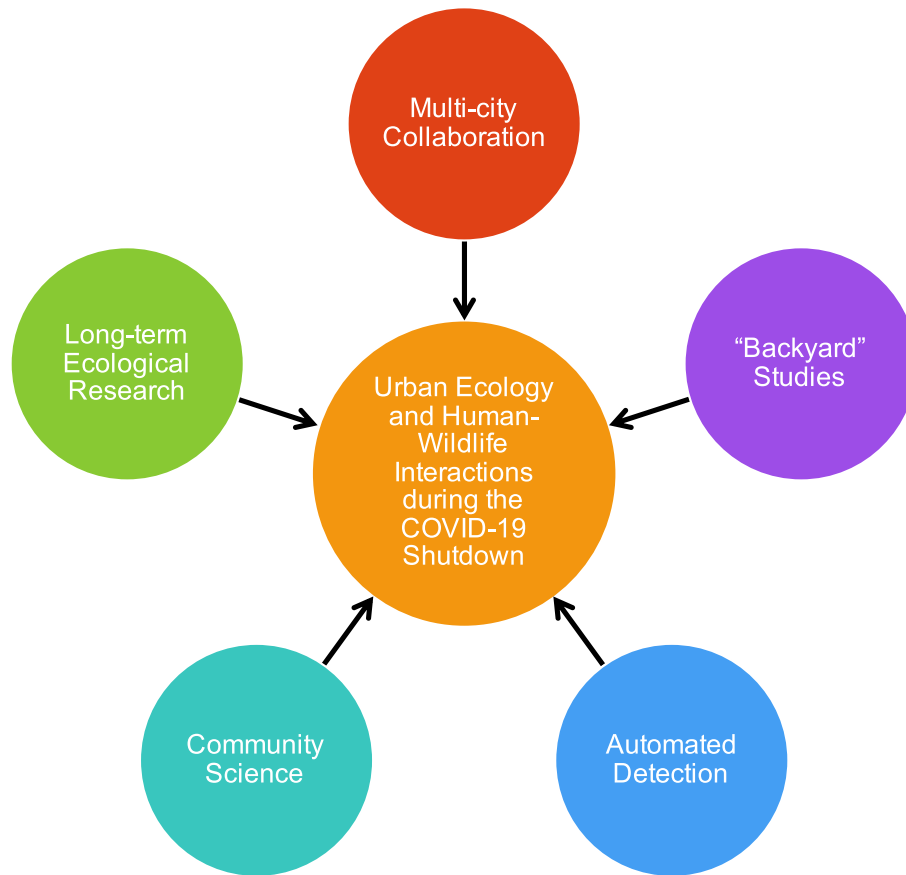 Multi-city
Collaboration
Long-term
Ecological
Research
“Backyard”
Studies
Urban Ecology
and Human-
Wildlife
Interactions
during the
COVID-19
Shutdown
Community
Science
Automated
Detection